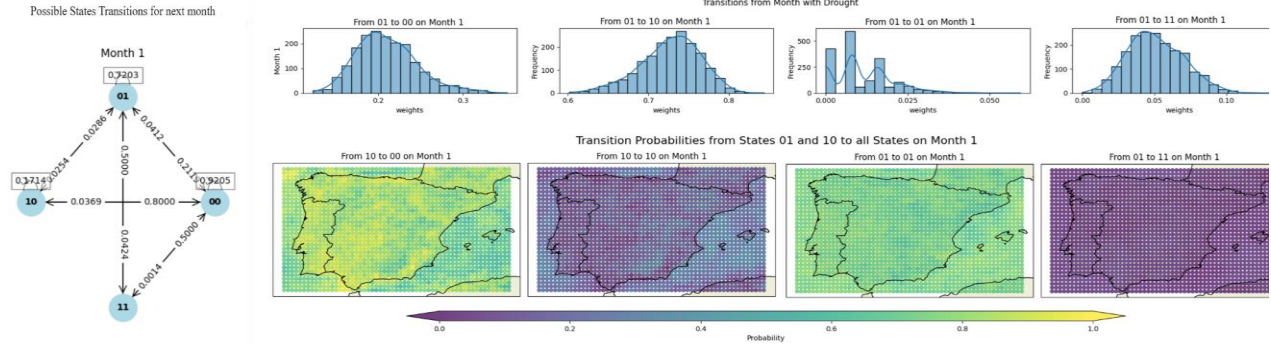 Possible States Transitions for next month
Month 1
0.7203
01
0.0286
0.0412
0.5000
0.0254
0.2111
0.1714
0.9205
10
0.0369
0.8000
00
0.0424
0.5000
0.0014
11
Transitions from Month with Drought
From 01 to 00 on Month 1
From 01 to 10 on Month 1
From 01 to 01 on Month 1
From 01 to 11 on Month 1
Month 1
200
100
0
0.2
0.3
weights
Frequency
200
100
0
0.6
0.7
0.8
weights
Frequency
500
250
0
0.000
0.025
0.050
weights
Frequency
200
100
0
0.00
0.05
0.10
weights
Transition Probabilities from States 01 and 10 to all States on Month 1
From 10 to 00 on Month 1
From 10 to 10 on Month 1
From 01 to 01 on Month 1
From 01 to 11 on Month 1
0.0
0.2
0.4
0.6
0.8
1.0
Probability